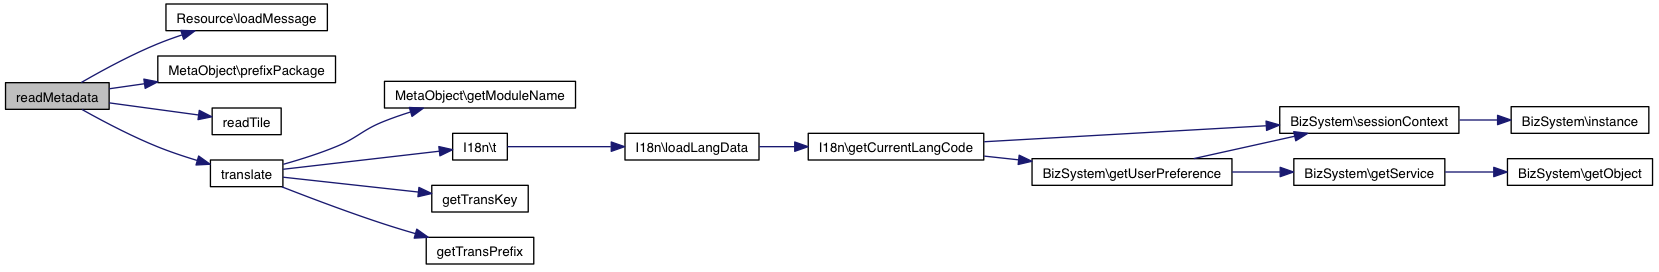 Resource\loadMessage
MetaObject\prefixPackage
readMetadata
readTile
translate
MetaObject\getModuleName
I18n\t
getTransKey
getTransPrefix
I18n\loadLangData
I18n\getCurrentLangCode
BizSystem\sessionContext
BizSystem\getUserPreference
BizSystem\getService
BizSystem\instance
BizSystem\getObject